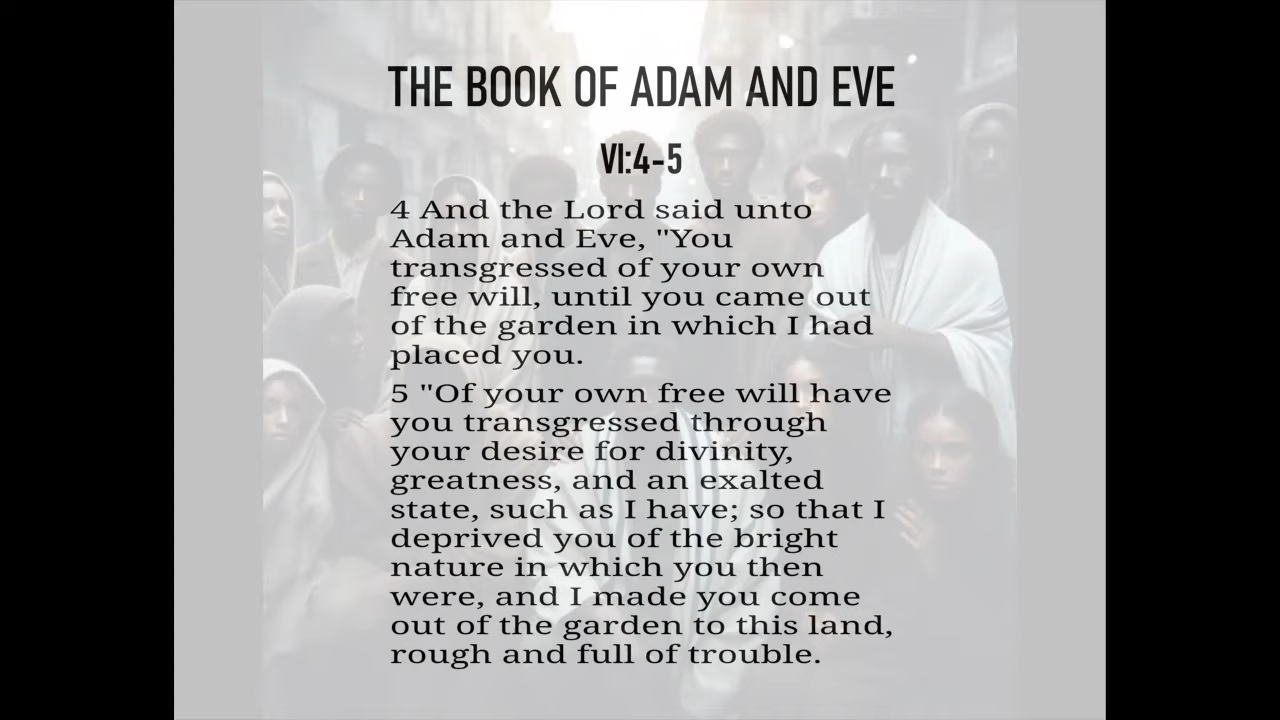 THE BOOK OF ADAM AND EVE
VI:4-5
4 And the Lord said unto
Adam and Eve, "You
transgressed of your own
free will, until you came out
of the garden in which I had
placed you.
5 "Of your own free will have
you transgressed through
your desire for divinity,
greatness, and an exalted
state, such as I have; so that I
deprived you of the bright
nature in which you then
were, and I made you come
out of the garden to this land,
rough and full of trouble.